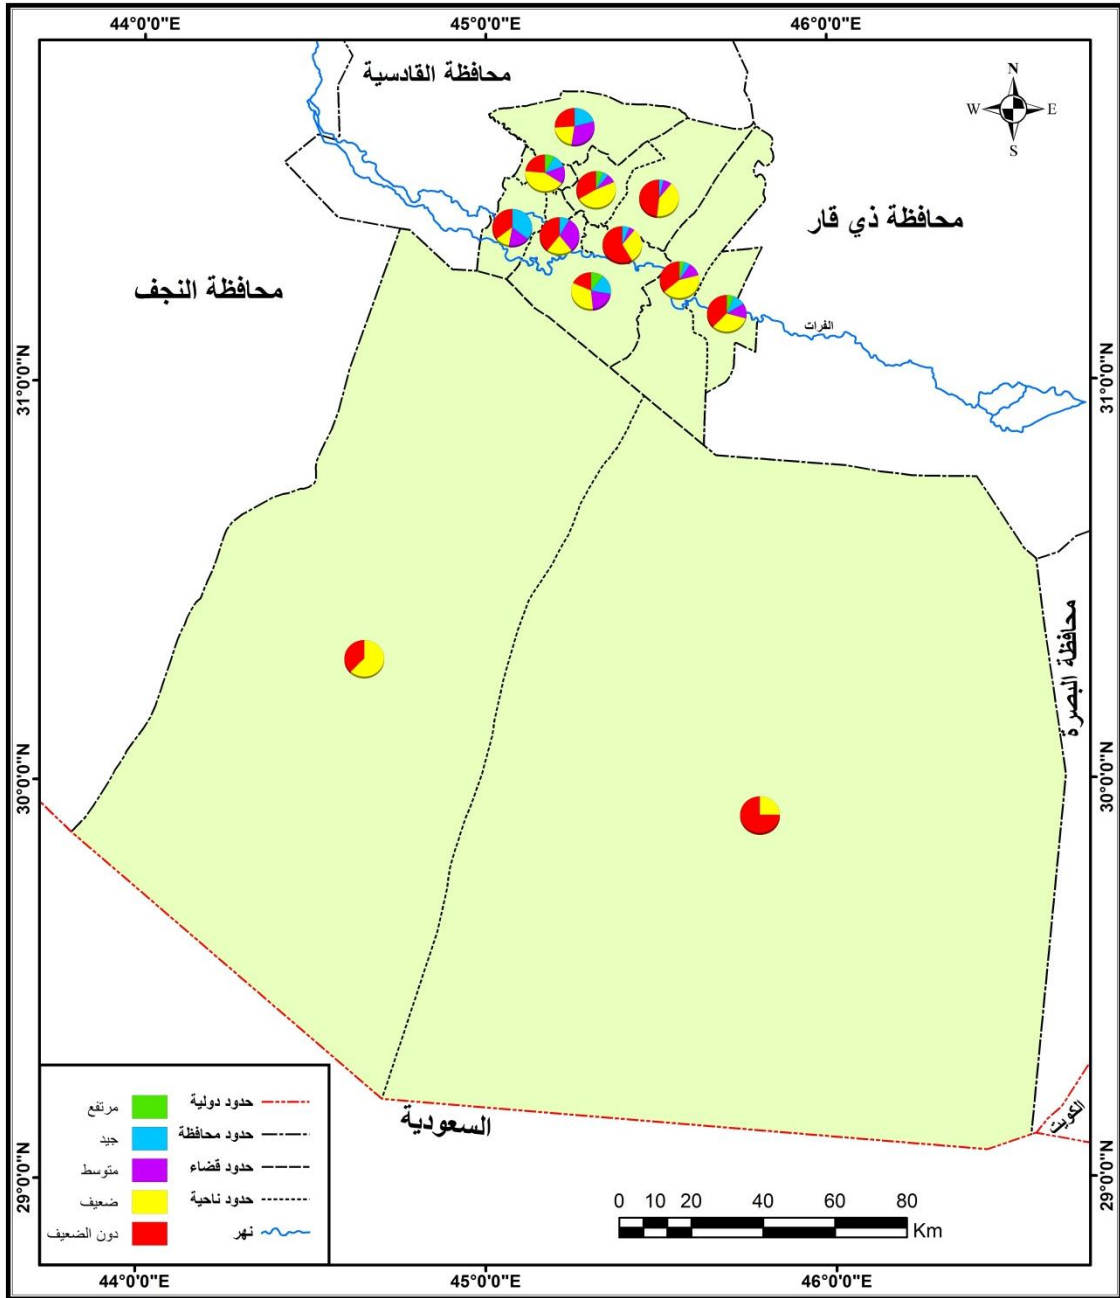 44°0'0"E
45°0'0"E
46°0'0"E
محافظة القادسية
N
W
E
S
محافظة ذي قار
محافظة النجف
الفرات
31°0'0"N
31°0'0"N
محافظة البصرة
30°0'0"N
30°0'0"N
السعودية
الكويت
29°0'0"N
29°0'0"N
حدود دولية
مرتفع
حدود محافظة
جيد
حدود قضاء
متوسط
حدود ناحية
ضعيف
نهر
دون الضعيف
0 10 20 40 60 80
Km
44°0'0"E
45°0'0"E
46°0'0"E